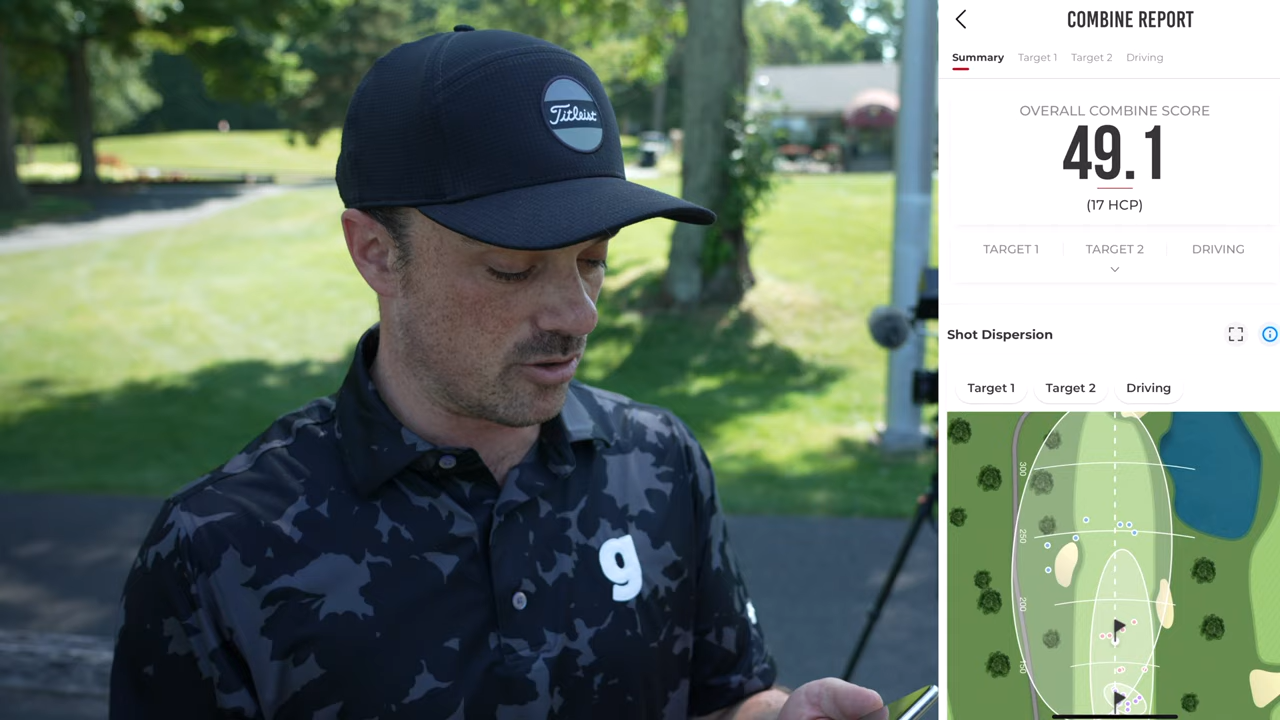 Titleist
g
COMBINE REPORT
Summary Target 1 Target 2 Driving
OVERALL COMBINE SCORE
49.1
(17 HCP)
TARGET 1 TARGET 2 DRIVING
Shot Dispersion
Target 1 Target 2 Driving
300
250
200
150